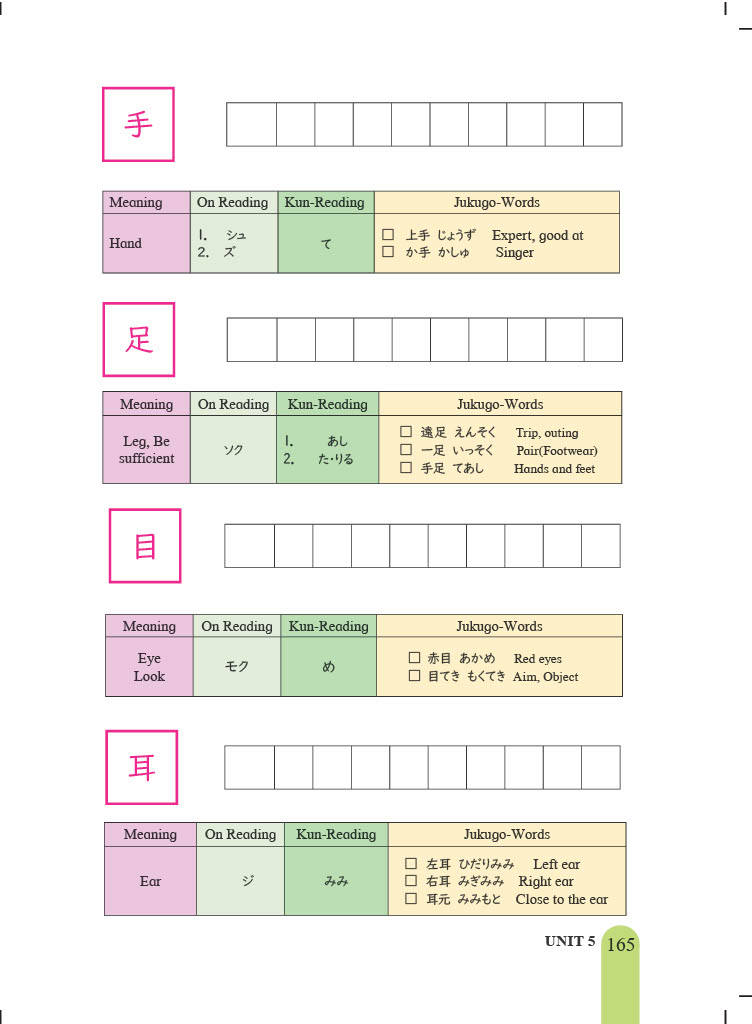 手
Meaning On Reading Kun-Reading Jukugo-Words
Hand
1. シュ
2. ズ
て
上手 じょうず Expert, good at
か手 かしゅ Singer
足
Meaning On Reading Kun-Reading Jukugo-Words
Leg, Be
sufficient
ソク
1. あし
2. た・りる
遠足 えんそく Trip, outing
一足 いっそく Pair(Footwear)
手足 てあし Hands and feet
目
Meaning On Reading Kun-Reading Jukugo-Words
Eye
Look
モク
め
赤目 あかめ Red eyes
目てき もくてき Aim, Object
耳
Meaning On Reading Kun-Reading Jukugo-Words
Ear
ジ
みみ
左耳 ひだりみみ Left ear
右耳 みぎみみ Right ear
耳元 みみもと Close to the ear
UNIT 5 165